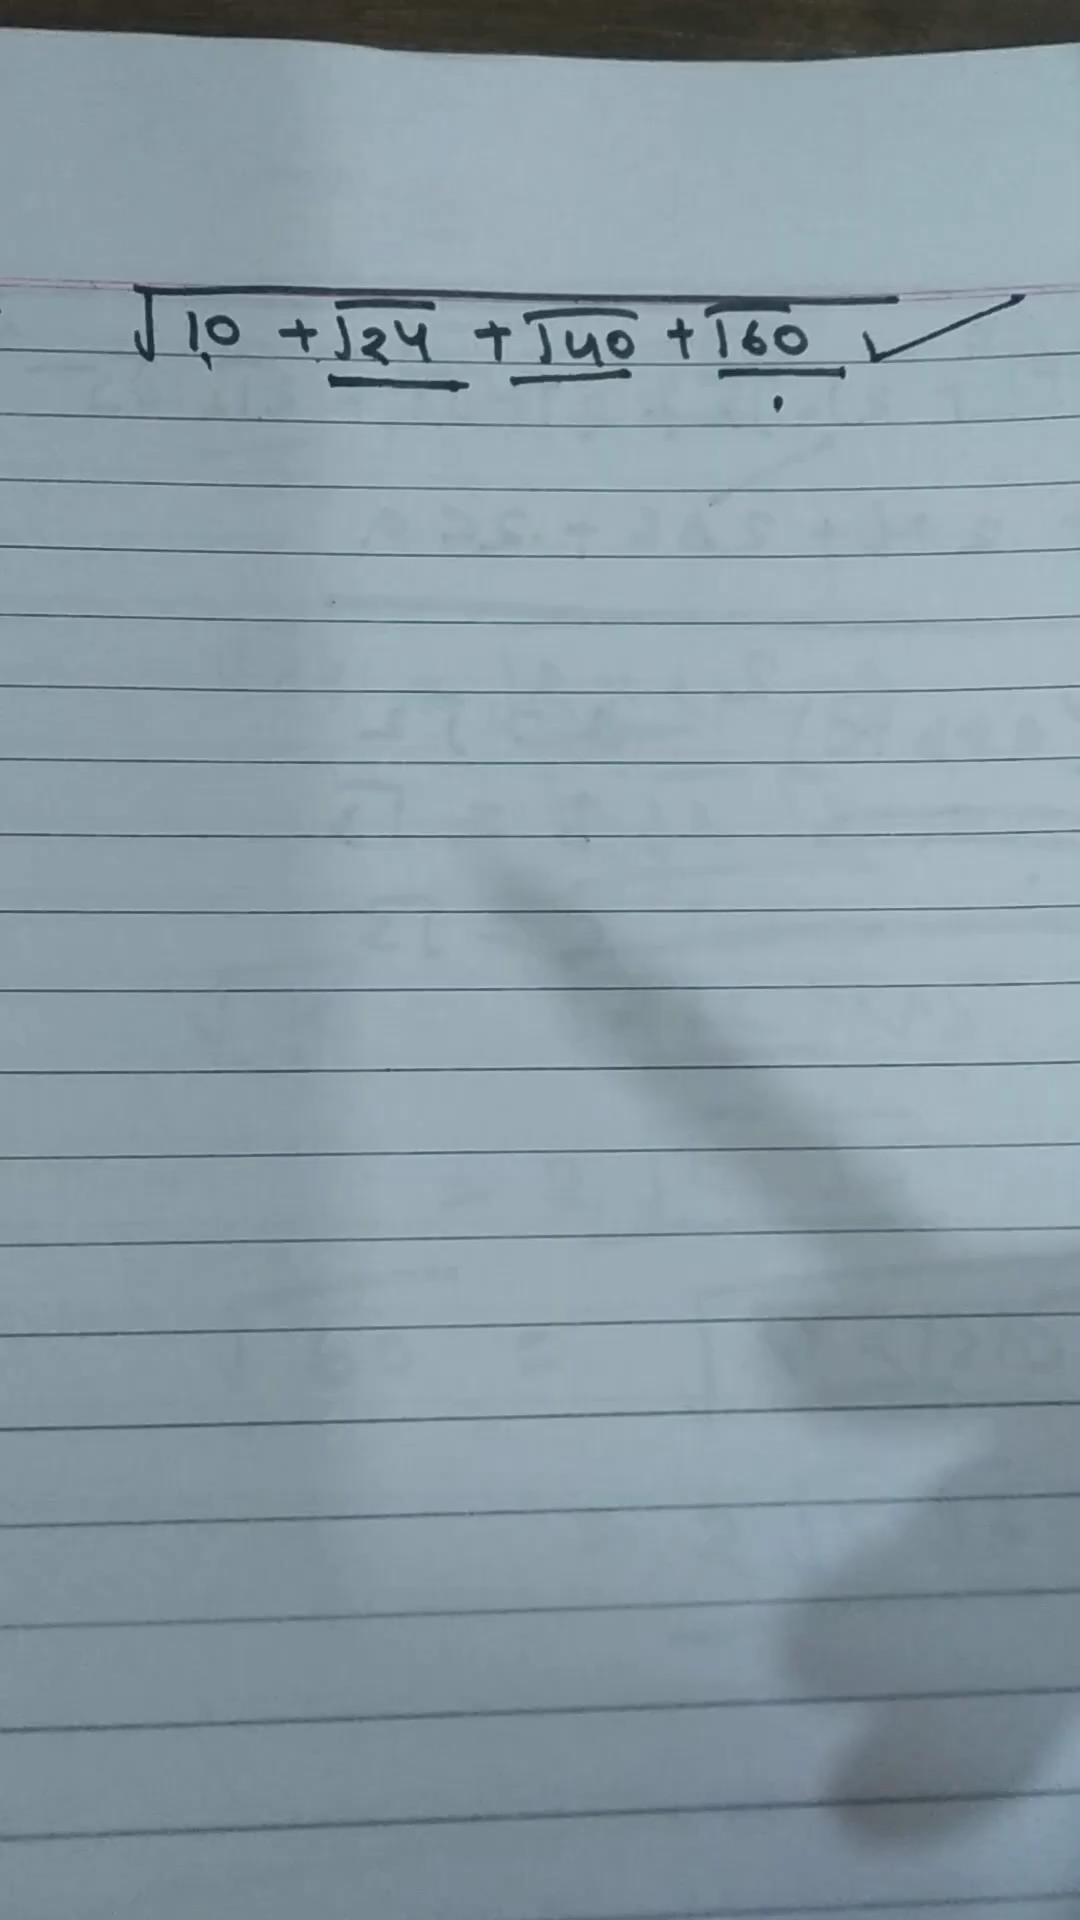 √10 + √24 + √40 + √60 ✓